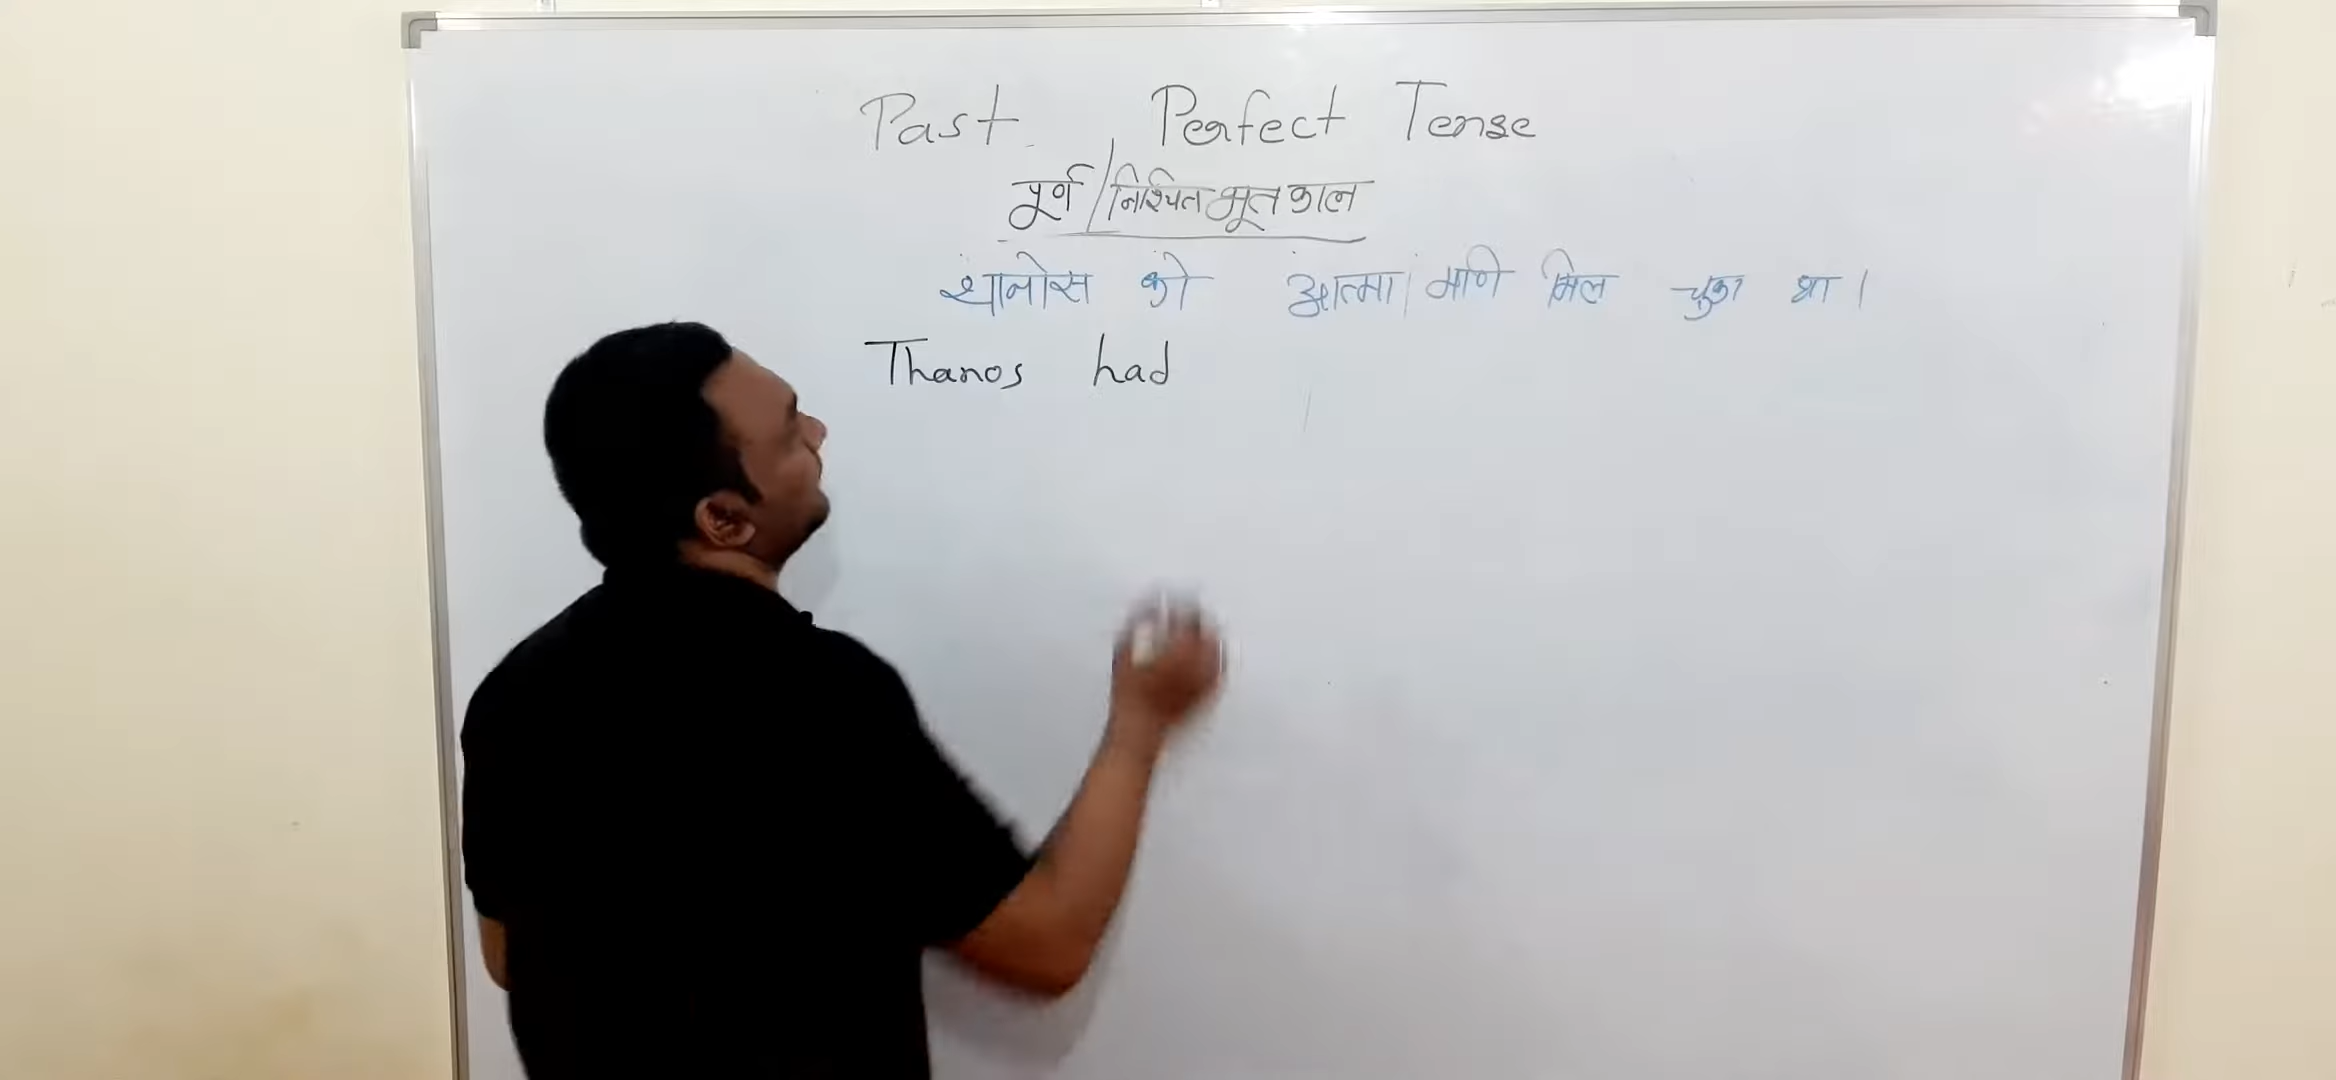 Past Perfect Tense
पूर्ण/निश्चित भूतकाल
थानोस को आत्मा मणि मिल चुका था।
Thanos had